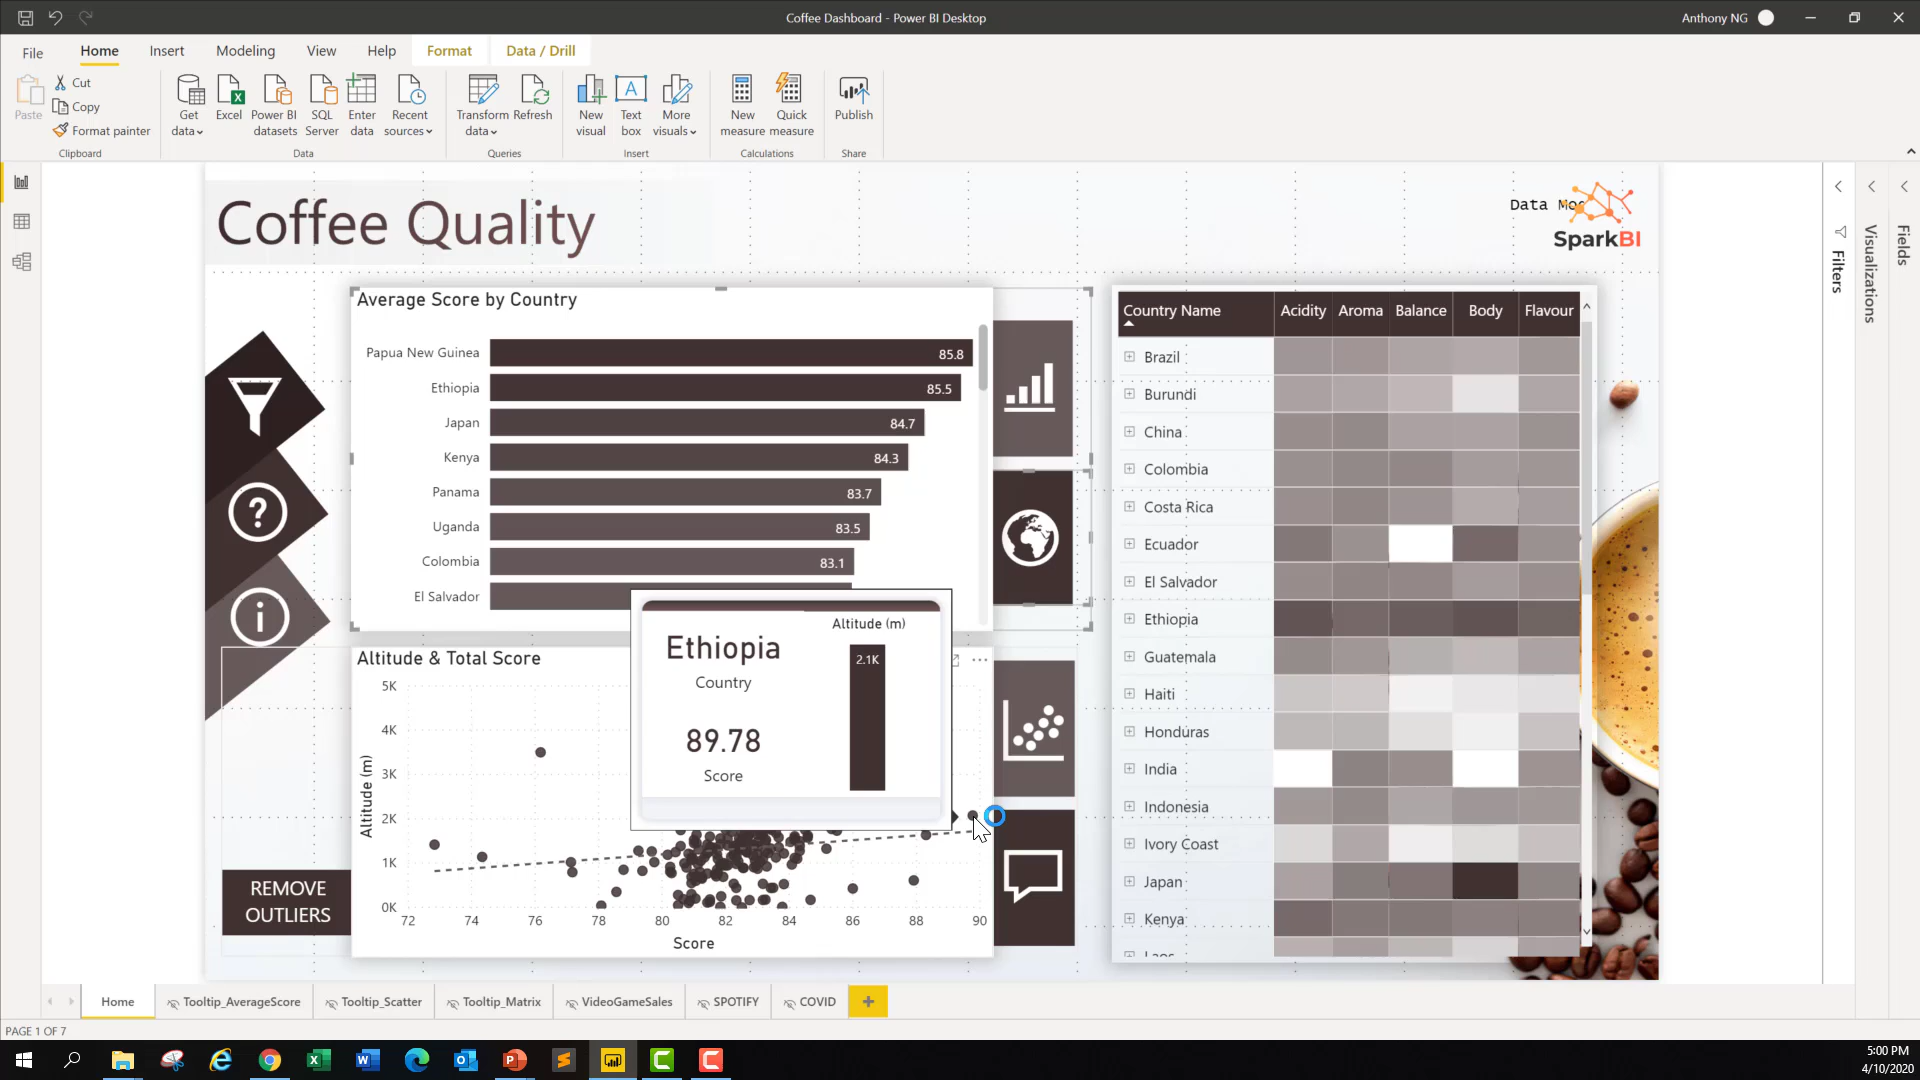 Coffee Dashboard - Power BI Desktop
Anthony NG
File Home Insert Modeling View Help Format Data / Drill
Paste
Cut
Copy
Format painter
Clipboard
Get data
Excel
Power BI datasets
SQL Server
Enter data
Recent sources
Data
Transform data
Refresh
Queries
New visual
Text box
More visuals
Insert
New measure
Quick measure
Calculations
Publish
Share
Coffee Quality
Data
SparkBI
Filters
Visualizations
Fields
Average Score by Country
Papua New Guinea 85.8
Ethiopia 85.5
Japan 84.7
Kenya 84.3
Panama 83.7
Uganda 83.5
Colombia 83.1
El Salvador
Altitude & Total Score
5K
4K
3K
2K
1K
0K
Altitude (m)
72 74 76 78 80 82 84 86 88 90
Score
Ethiopia
Country
89.78
Score
Altitude (m)
2.1K
REMOVE
OUTLIERS
Country Name Acidity Aroma Balance Body Flavour
Brazil
Burundi
China
Colombia
Costa Rica
Ecuador
El Salvador
Ethiopia
Guatemala
Haiti
Honduras
India
Indonesia
Ivory Coast
Japan
Kenya
Laos
Home Tooltip_AverageScore Tooltip_Scatter Tooltip_Matrix VideoGameSales SPOTIFY COVID
PAGE 1 OF 7
5:00 PM
4/10/2020